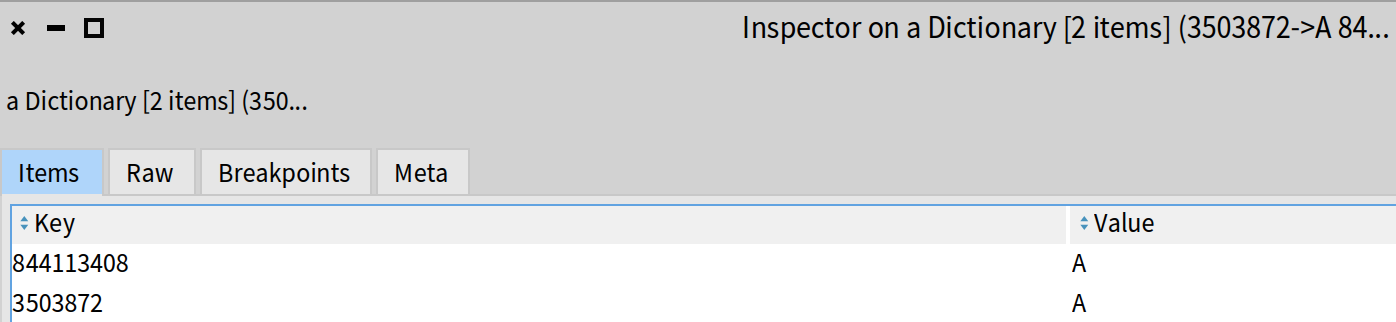 Inspector on a Dictionary [2 items] (3503872->A 84...
a Dictionary [2 items] (350...
Items Raw Breakpoints Meta
Key Value
844113408 A
3503872 A